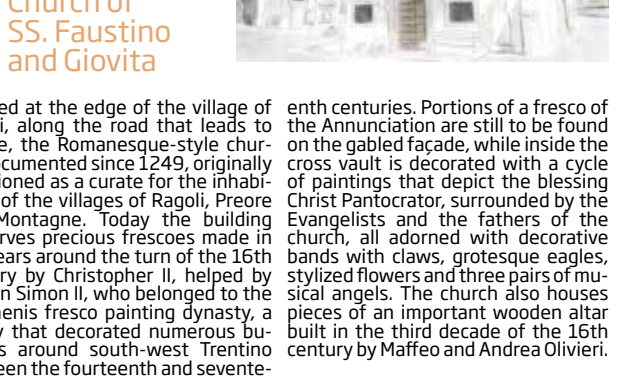 Church of
SS. Faustino
and Giovita
ed at the edge of the village of
i, along the road that leads to
e, the Romanesque-style chur-
ocumented since 1249, originally
ioned as a curate for the inhabi-
of the villages of Ragoli, Preore
Montagne. Today the building
rves precious frescoes made in
ears around the turn of the 16th
ry by Christopher II, helped by
n Simon II, who belonged to the
enis fresco painting dynasty, a
y that decorated numerous bu-
s around south-west Trentino
een the fourteenth and sevente-
enth centuries. Portions of a fresco of
the Annunciation are still to be found
on the gabled façade, while inside the
cross vault is decorated with a cycle
of paintings that depict the blessing
Christ Pantocrator, surrounded by the
Evangelists and the fathers of the
church, all adorned with decorative
bands with claws, grotesque eagles,
stylized flowers and three pairs of mu-
sical angels. The church also houses
pieces of an important wooden altar
built in the third decade of the 16th
century by Maffeo and Andrea Olivieri.